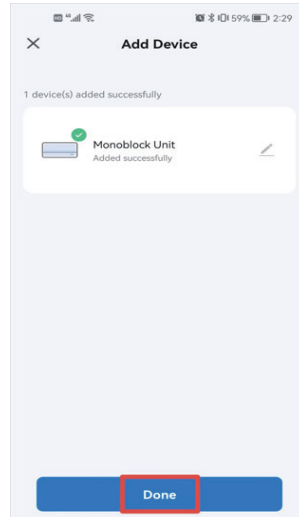 59% 2:29
Add Device
1 device(s) added successfully
Monoblock Unit
Added successfully
Done